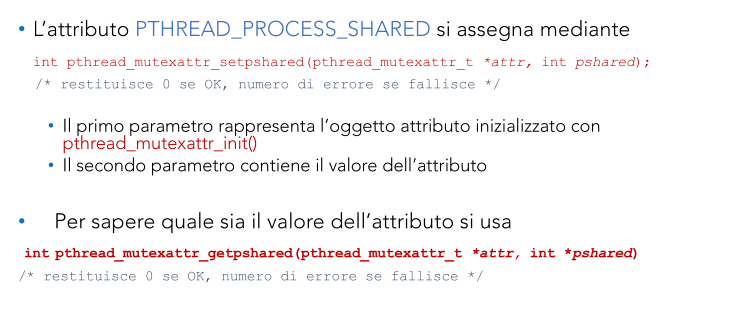 • L'attributo PTHREAD_PROCESS_SHARED si assegna mediante
int pthread_mutexattr_setpshared(pthread_mutexattr_t *attr, int pshared);
/* restituisce 0 se OK, numero di errore se fallisce */
• Il primo parametro rappresenta l'oggetto attributo inizializzato con
pthread_mutexattr_init()
• Il secondo parametro contiene il valore dell'attributo
• Per sapere quale sia il valore dell'attributo si usa
int pthread_mutexattr_getpshared(pthread_mutexattr_t *attr, int *pshared)
/* restituisce 0 se OK, numero di errore se fallisce */